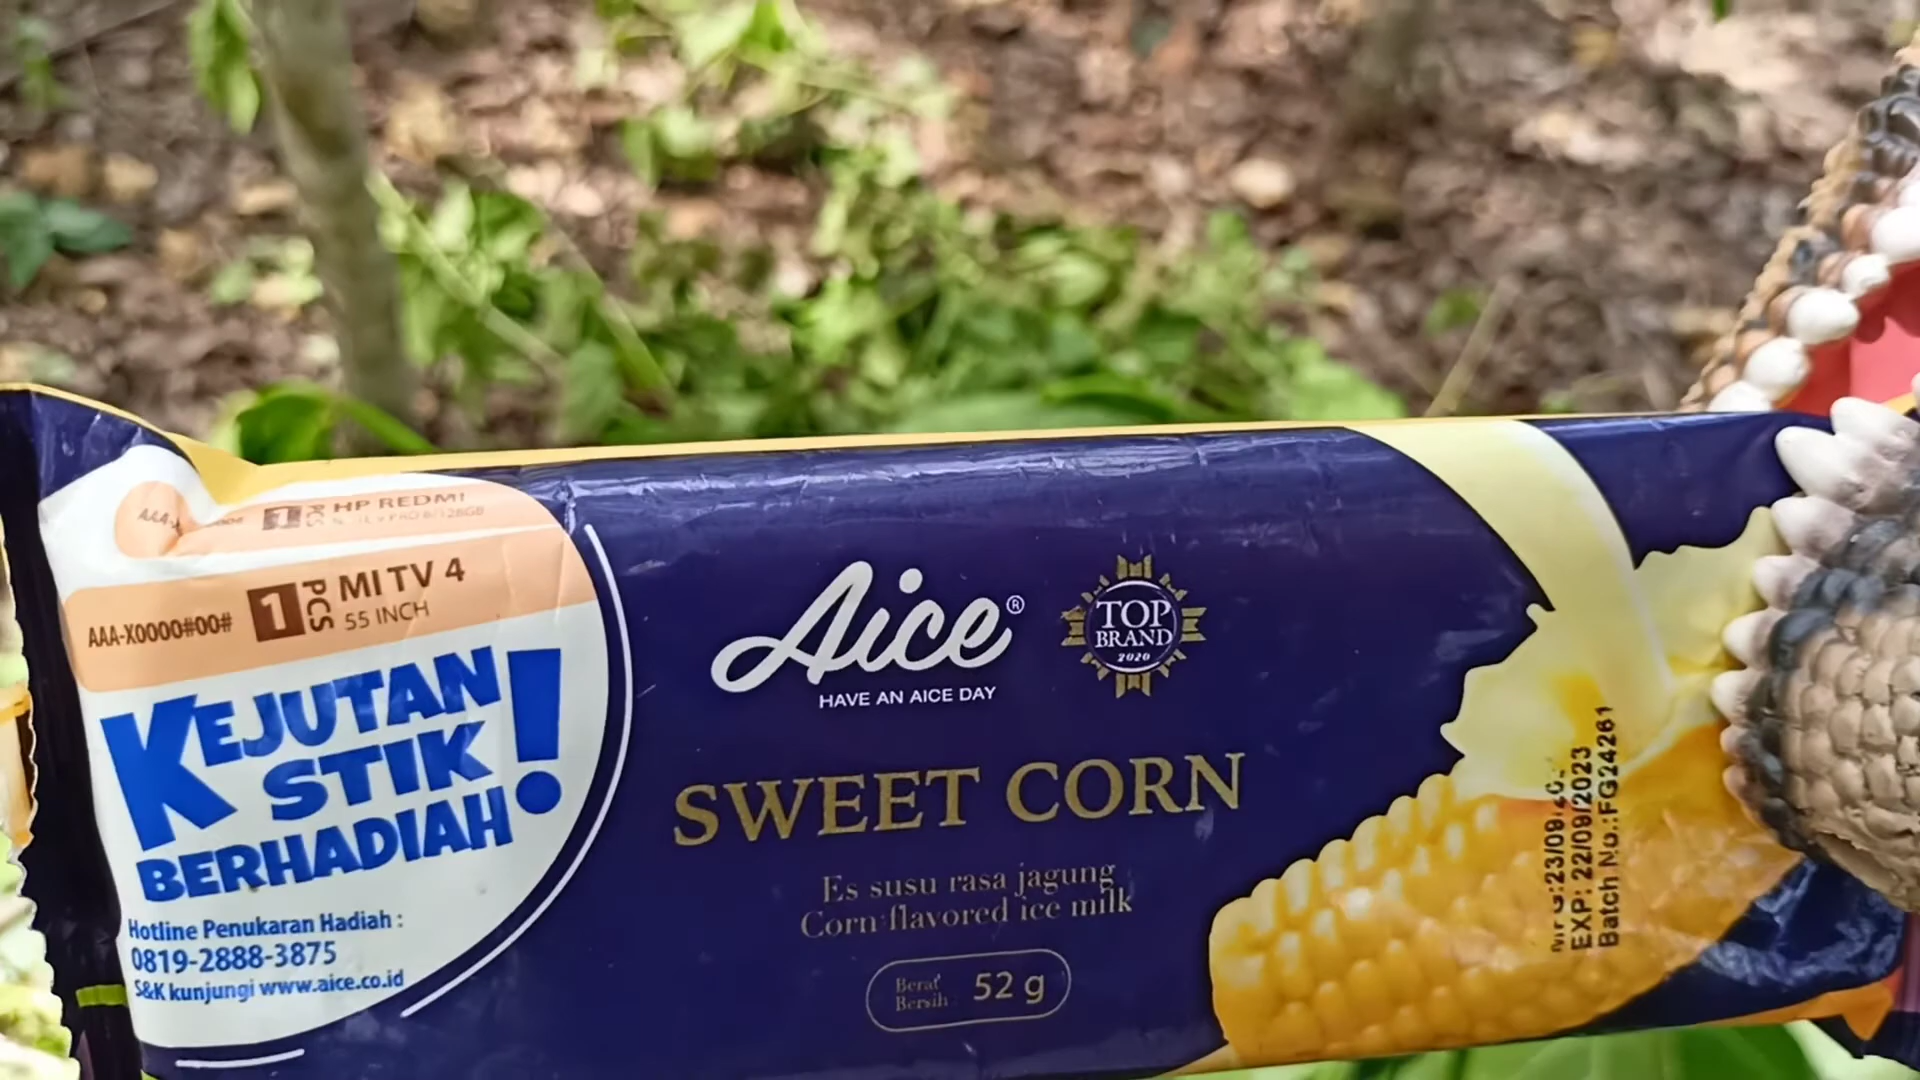 HP REDMI
1 PCS
AAA-X0000#00# 1 PCS MI TV 4
55 INCH
KEJUTAN
STIK
BERHADIAH!
Hotline Penukaran Hadiah :
0819-2888-3875
S&K kunjungi www.aice.co.id
Aice®
HAVE AN AICE DAY
TOP
BRAND
2020
SWEET CORN
Es susu rasa jagung
Corn flavored ice milk
Berat
Bersih 52 g
EXP: 22/09/2023
Batch No.:FG24261